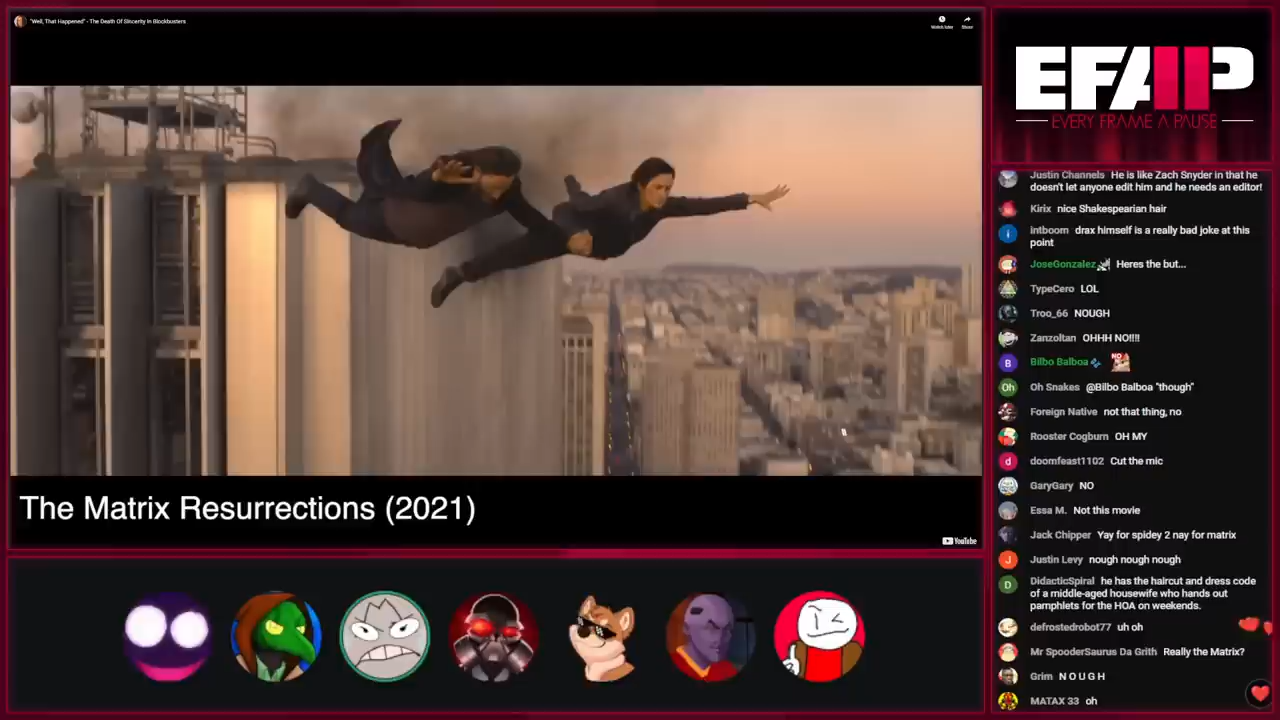 "Well, That Happened" - The Death Of Sincerity In Blockbusters
Watch later
Share
The Matrix Resurrections (2021)
YouTube
EFAP
EVERY FRAME A PAUSE
Justin Channels He is like Zach Snyder in that he
doesn't let anyone edit him and he needs an editor!
Kirix nice Shakespearian hair
intboom drax himself is a really bad joke at this
point
JoseGonzalez Heres the but...
TypeCero LOL
Troo_66 NOUGH
Zanzoltan OHHH NO!!!!
Bilbo Balboa NO
Oh Snakes @Bilbo Balboa "though"
Foreign Native not that thing, no
Rooster Cogburn OH MY
doomfeast1102 Cut the mic
GaryGary NO
Essa M. Not this movie
Jack Chipper Yay for spidey 2 nay for matrix
Justin Levy nough nough nough
DidacticSpiral he has the haircut and dress code
of a middle-aged housewife who hands out
pamphlets for the HOA on weekends.
defrostedrobot77 uh oh
Mr SpooderSaurus Da Grith Really the Matrix?
Grim N O U G H
MATAX 33 oh